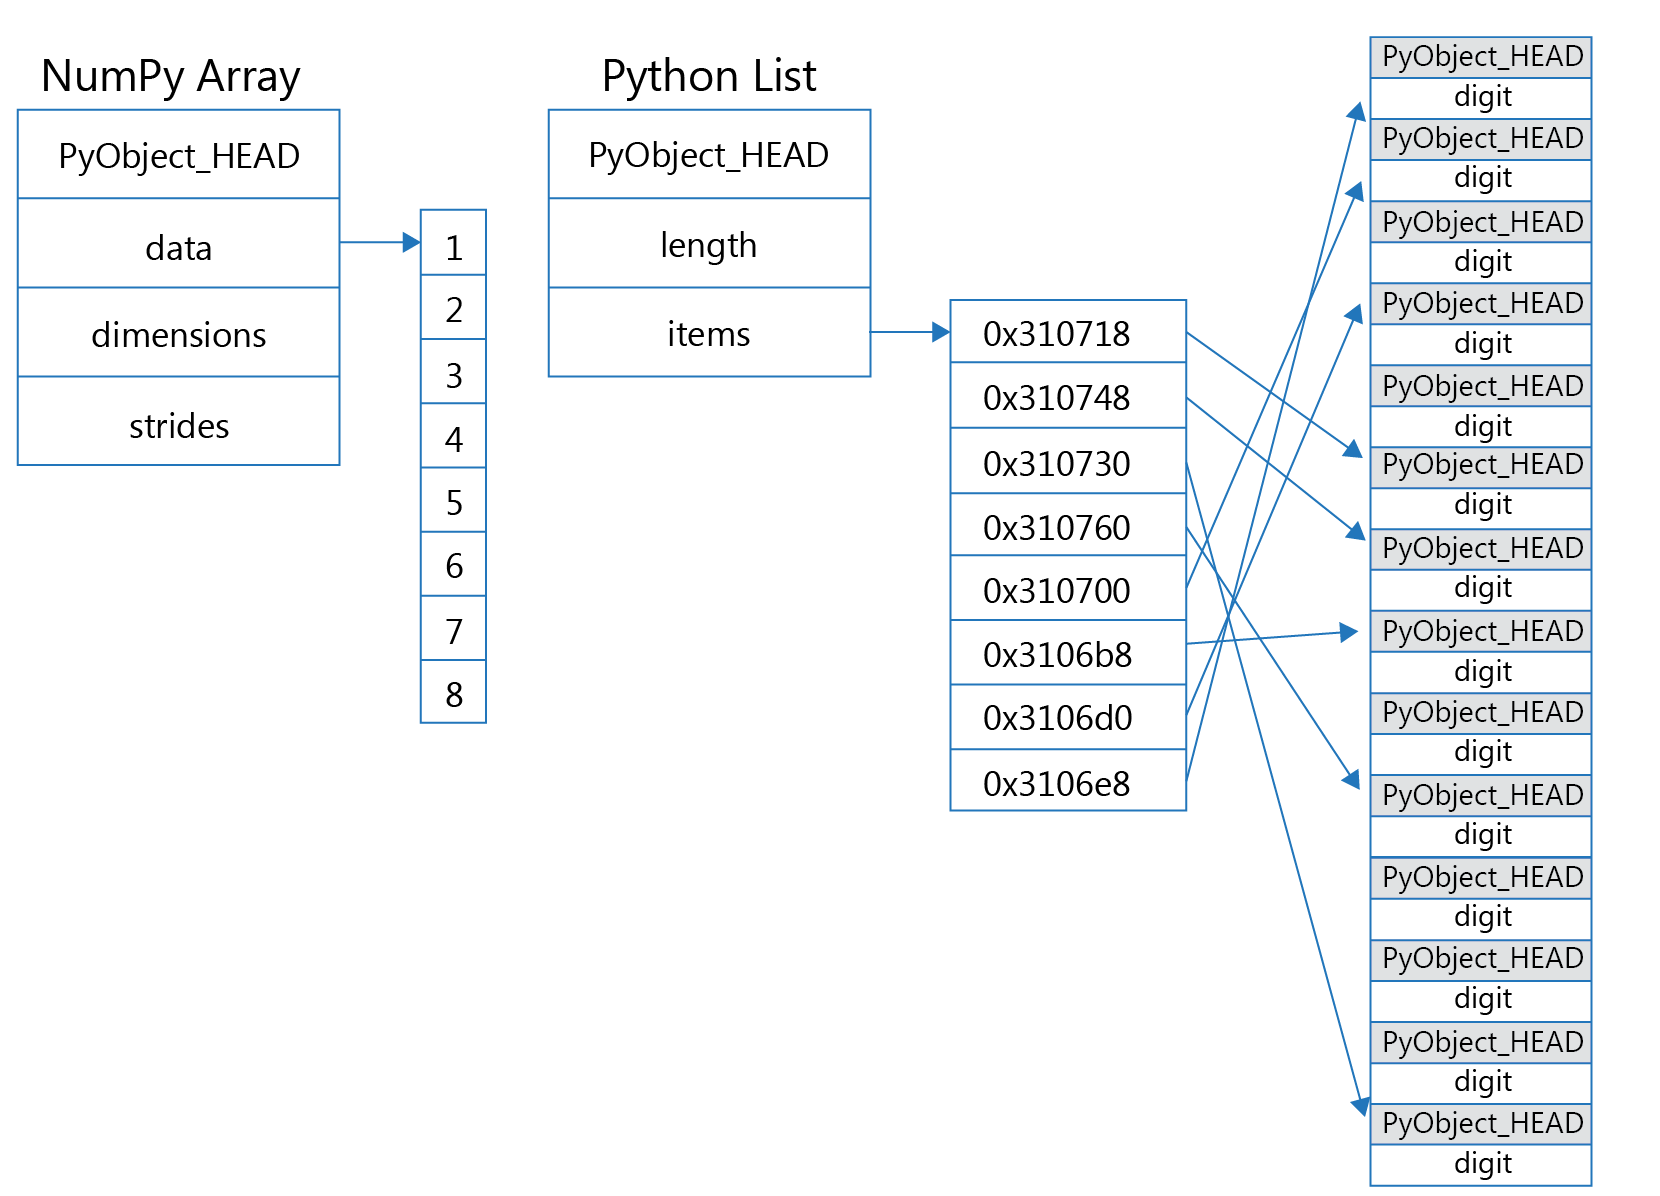 NumPy Array
PyObject_HEAD
data
dimensions
strides
1
2
3
4
5
6
7
8
Python List
PyObject_HEAD
length
items
0x310718
0x310748
0x310730
0x310760
0x310700
0x3106b8
0x3106d0
0x3106e8
PyObject_HEAD
digit
PyObject_HEAD
digit
PyObject_HEAD
digit
PyObject_HEAD
digit
PyObject_HEAD
digit
PyObject_HEAD
digit
PyObject_HEAD
digit
PyObject_HEAD
digit
PyObject_HEAD
digit
PyObject_HEAD
digit
PyObject_HEAD
digit
PyObject_HEAD
digit
PyObject_HEAD
digit
PyObject_HEAD
digit